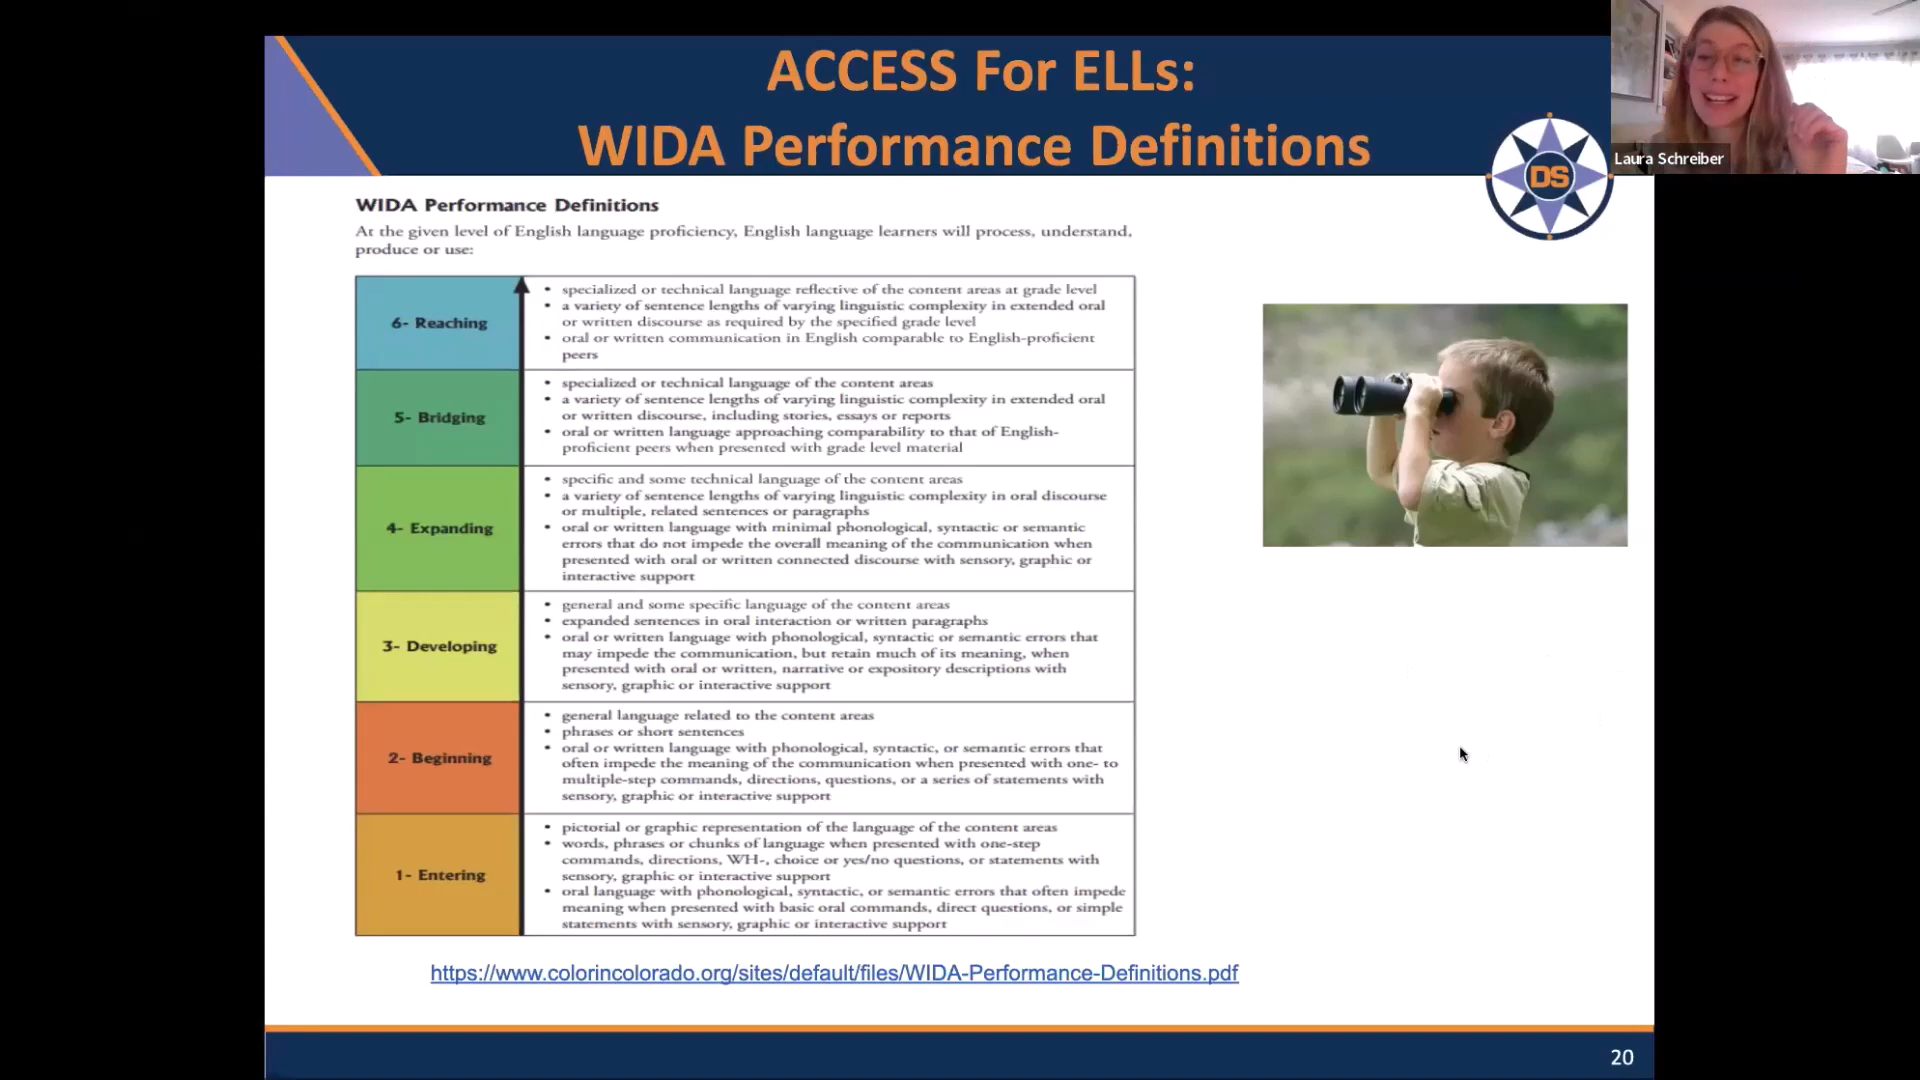 ACCESS For ELLs:
WIDA Performance Definitions
Laura Schreiber
DS
WIDA Performance Definitions
At the given level of English language proficiency, English language learners will process, understand,
produce or use:
6- Reaching
• specialized or technical language reflective of the content areas at grade level
• a variety of sentence lengths of varying linguistic complexity in extended oral
or written discourse as required by the specified grade level
• oral or written communication in English comparable to English-proficient
peers
5- Bridging
• specialized or technical language of the content areas
• a variety of sentence lengths of varying linguistic complexity in extended oral
or written discourse, including stories, essays or reports
• oral or written language approaching comparability to that of English-
proficient peers when presented with grade level material
4- Expanding
• specific and some technical language of the content areas
• a variety of sentence lengths of varying linguistic complexity in oral discourse
or multiple, related sentences or paragraphs
• oral or written language with minimal phonological, syntactic or semantic
errors that do not impede the overall meaning of the communication when
presented with oral or written connected discourse with sensory, graphic or
interactive support
3- Developing
• general and some specific language of the content areas
• expanded sentences in oral interaction or written paragraphs
• oral or written language with phonological, syntactic or semantic errors that
may impede the communication, but retain much of its meaning, when
presented with oral or written, narrative or expository descriptions with
sensory, graphic or interactive support
2- Beginning
• general language related to the content areas
• phrases or short sentences
• oral or written language with phonological, syntactic, or semantic errors that
often impede the meaning of the communication when presented with one- to
multiple-step commands, directions, questions, or a series of statements with
sensory, graphic or interactive support
1- Entering
• pictorial or graphic representation of the language of the content areas
• words, phrases or chunks of language when presented with one-step
commands, directions, WH-, choice or yes/no questions, or statements with
sensory, graphic or interactive support
• oral language with phonological, syntactic, or semantic errors that often impede
meaning when presented with basic oral commands, direct questions, or simple
statements with sensory, graphic or interactive support
https://www.colorincolorado.org/sites/default/files/WIDA-Performance-Definitions.pdf
20